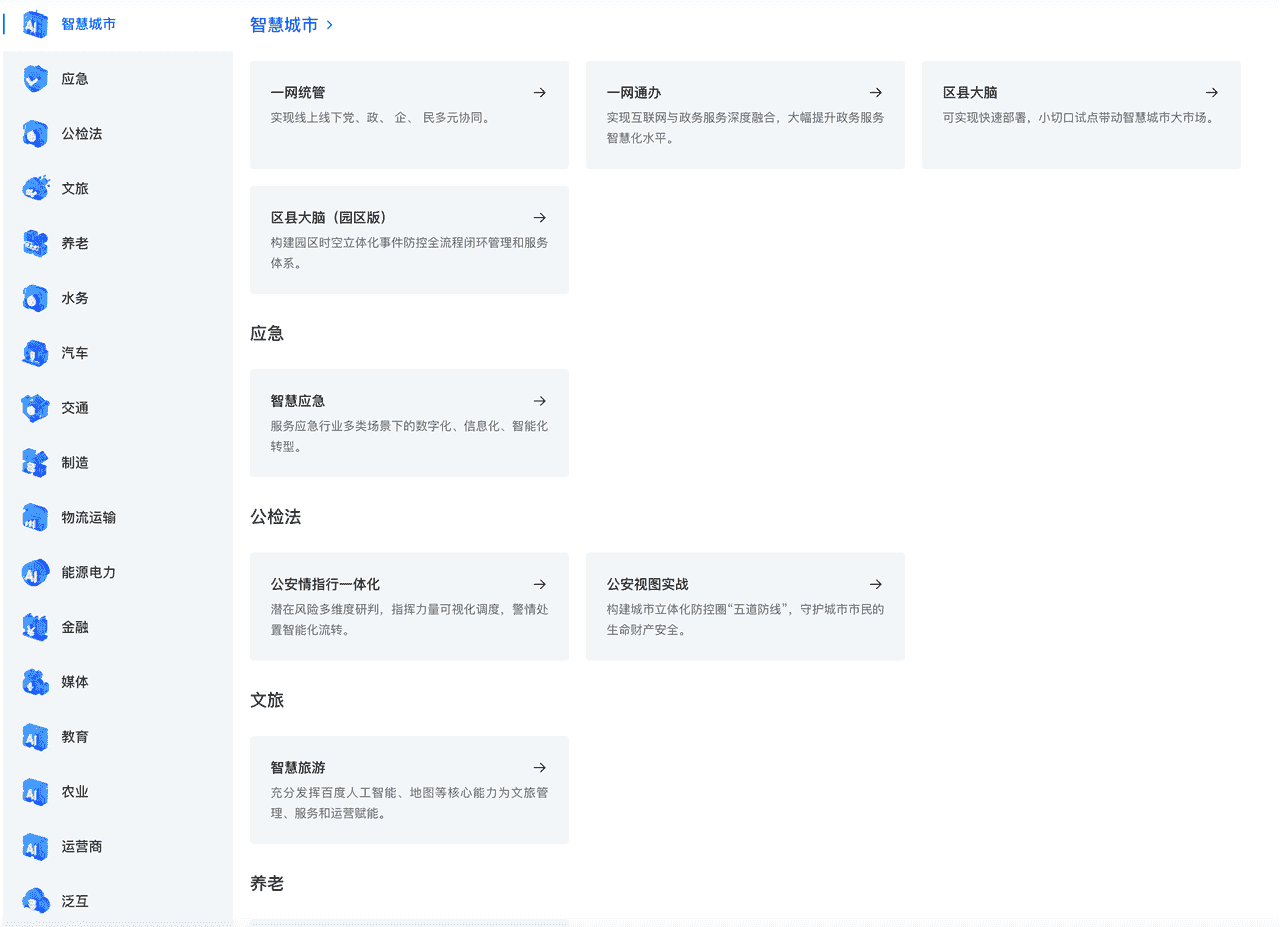 智慧城市
应急
公检法
文旅
养老
水务
汽车
交通
制造
物流运输
能源电力
金融
媒体
教育
农业
运营商
泛互
智慧城市 >
一网统管 →
实现线上线下党、政、 企、 民多元协同。
一网通办 →
实现互联网与政务服务深度融合，大幅提升政务服务
智慧化水平。
区县大脑 →
可实现快速部署，小切口试点带动智慧城市大市场。
区县大脑（园区版） →
构建园区时空立体化事件防控全流程闭环管理和服务
体系。
应急
智慧应急 →
服务应急行业多类场景下的数字化、信息化、智能化
转型。
公检法
公安情指行一体化 →
潜在风险多维度研判，指挥力量可视化调度，警情处
置智能化流转。
公安视图实战 →
构建城市立体化防控圈“五道防线”，守护城市市民的
生命财产安全。
文旅
智慧旅游 →
充分发挥百度人工智能、地图等核心能力为文旅管
理、服务和运营赋能。
养老